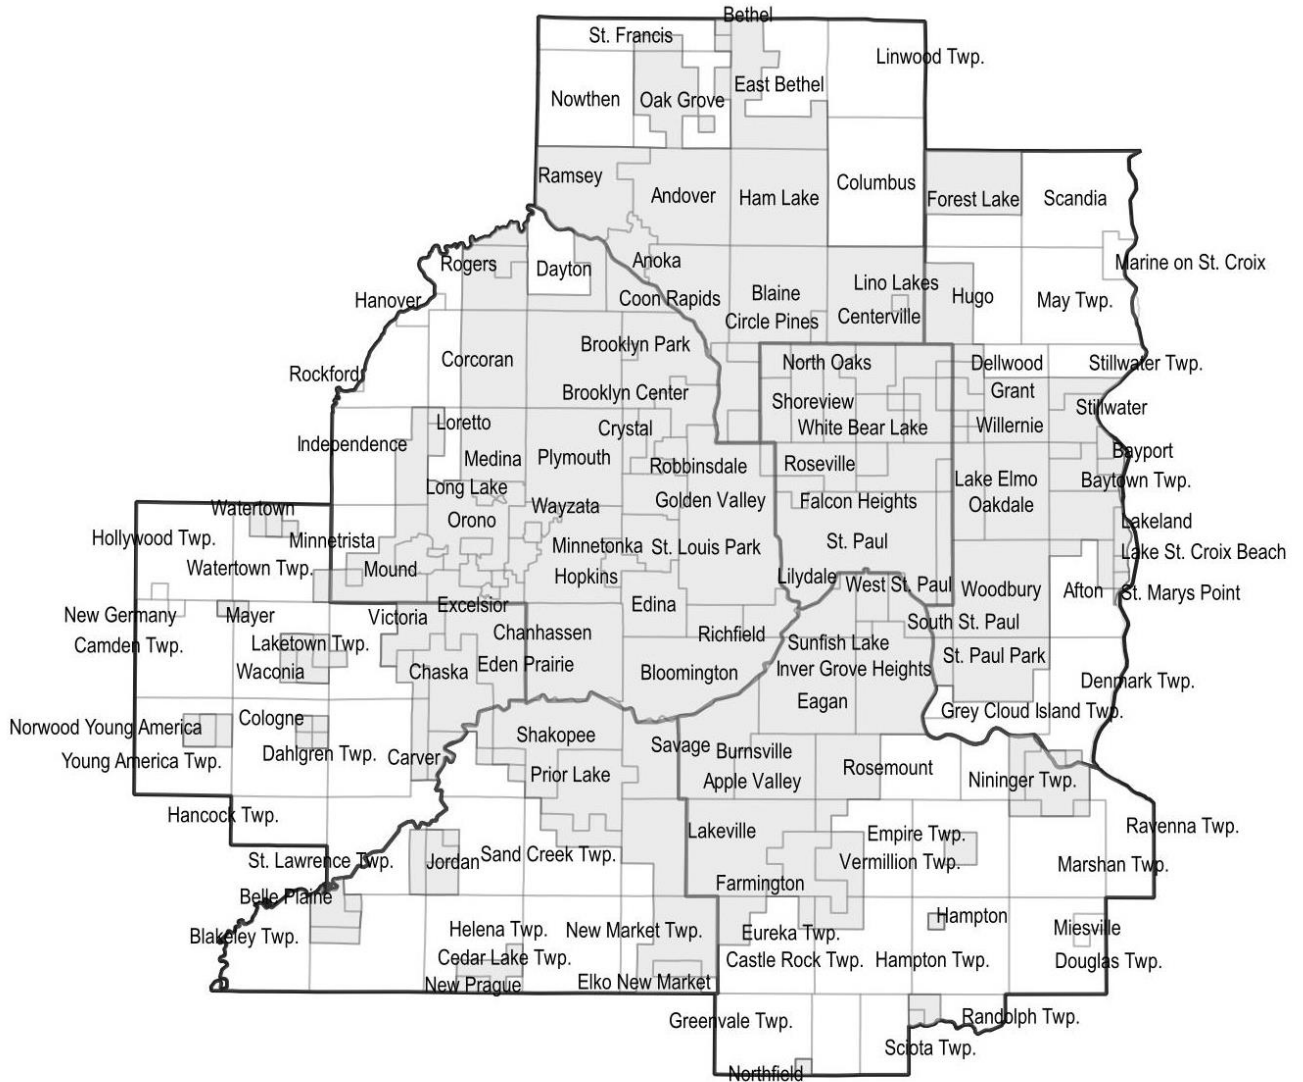 Bethel
St. Francis
Linwood Twp.
East Bethel
Nowthen
Oak Grove
Ramsey
Columbus
Andover
Ham Lake
Forest Lake
Scandia
Anoka
Marine on St. Croix
Rogers
Dayton
Lino Lakes
Blaine
Hugo
May Twp.
Hanover
Coon Rapids
Circle Pines
Centerville
Brooklyn Park
Corcoran
North Oaks
Dellwood
Stillwater Twp.
Rockford
Brooklyn Center
Grant
Shoreview
Stillwater
Loretto
Crystal
White Bear Lake
Willernie
Independence
Bayport
Medina
Plymouth
Robbinsdale
Roseville
Lake Elmo
Baytown Twp.
Long Lake
Golden Valley
Falcon Heights
Oakdale
Watertown
Wayzata
Orono
Lakeland
Hollywood Twp.
Minnetrista
Minnetonka
St. Louis Park
St. Paul
Lake St. Croix Beach
Watertown Twp.
Mound
Hopkins
Lilydale
West St. Paul
Woodbury
Afton
St. Marys Point
New Germany
Mayer
Victoria
Excelsior
Edina
South St. Paul
Camden Twp.
Laketown Twp.
Chanhassen
Richfield
Sunfish Lake
St. Paul Park
Waconia
Chaska
Eden Prairie
Bloomington
Inver Grove Heights
Denmark Twp.
Eagan
Grey Cloud Island Twp.
Norwood Young America
Cologne
Shakopee
Savage
Burnsville
Young America Twp.
Dahlgren Twp.
Carver
Prior Lake
Apple Valley
Rosemount
Nininger Twp.
Hancock Twp.
Lakeville
Empire Twp.
Ravenna Twp.
St. Lawrence Twp.
Jordan
Sand Creek Twp.
Vermillion Twp.
Marshan Twp.
Belle Plaine
Farmington
Blakeley Twp.
Helena Twp.
New Market Twp.
Eureka Twp.
Hampton
Miesville
Cedar Lake Twp.
Castle Rock Twp.
Hampton Twp.
Douglas Twp.
New Prague
Elko New Market
Greenvale Twp.
Randolph Twp.
Sciota Twp.
Northfield